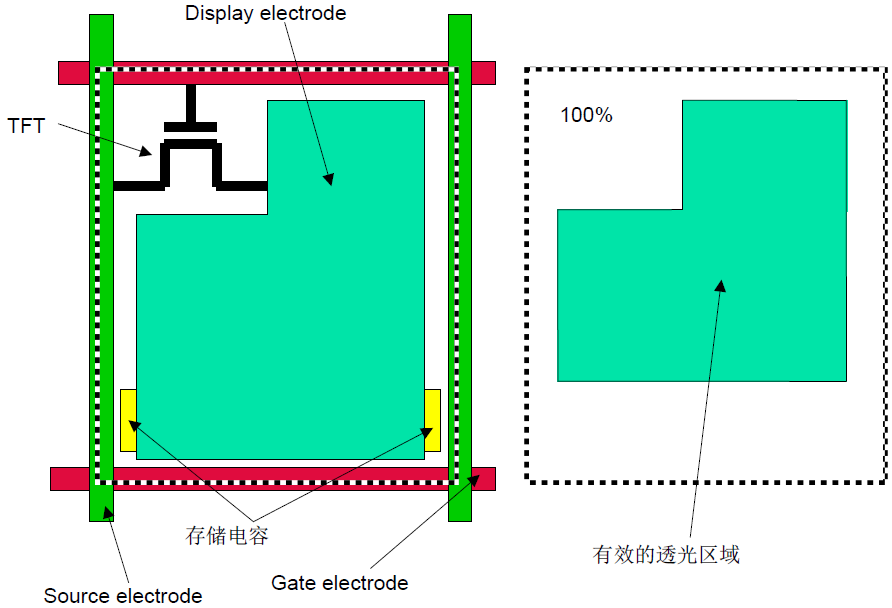 Display electrode
100%
TFT
存储电容
有效的透光区域
Gate electrode
Source electrode